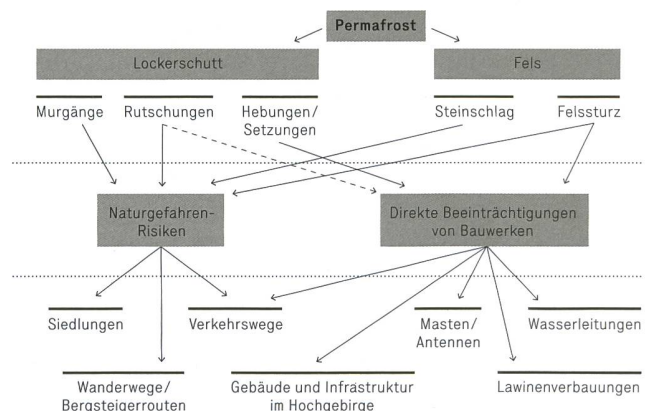 Permafrost
Lockerschutt
Fels
Murgänge
Rutschungen
Hebungen/
Setzungen
Steinschlag
Felssturz
Naturgefahren-
Risiken
Direkte Beeinträchtigungen
von Bauwerken
Siedlungen
Verkehrswege
Masten/
Antennen
Wasserleitungen
Wanderwege/
Bergsteigerrouten
Gebäude und Infrastruktur
im Hochgebirge
Lawinenverbauungen